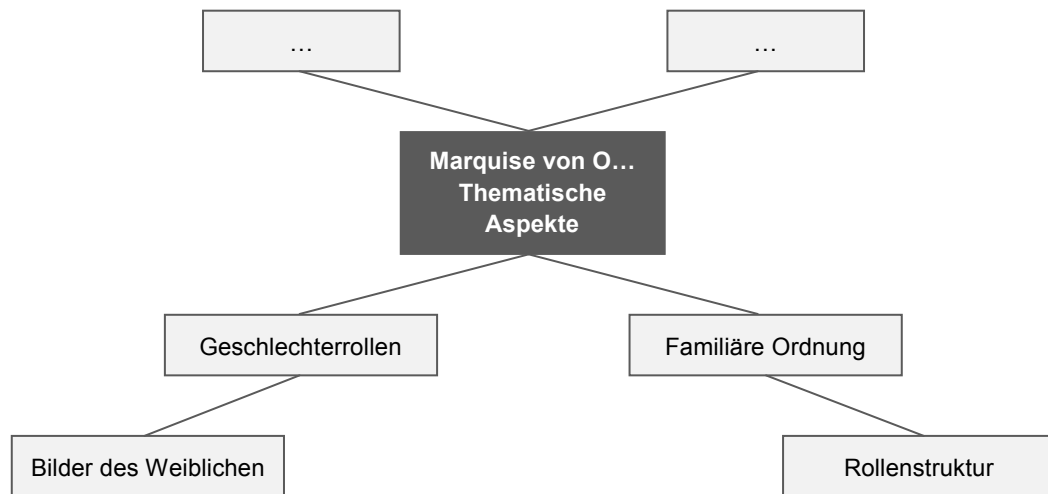 …
…
Marquise von O…
Thematische
Aspekte
Geschlechterrollen
Familiäre Ordnung
Bilder des Weiblichen
Rollenstruktur